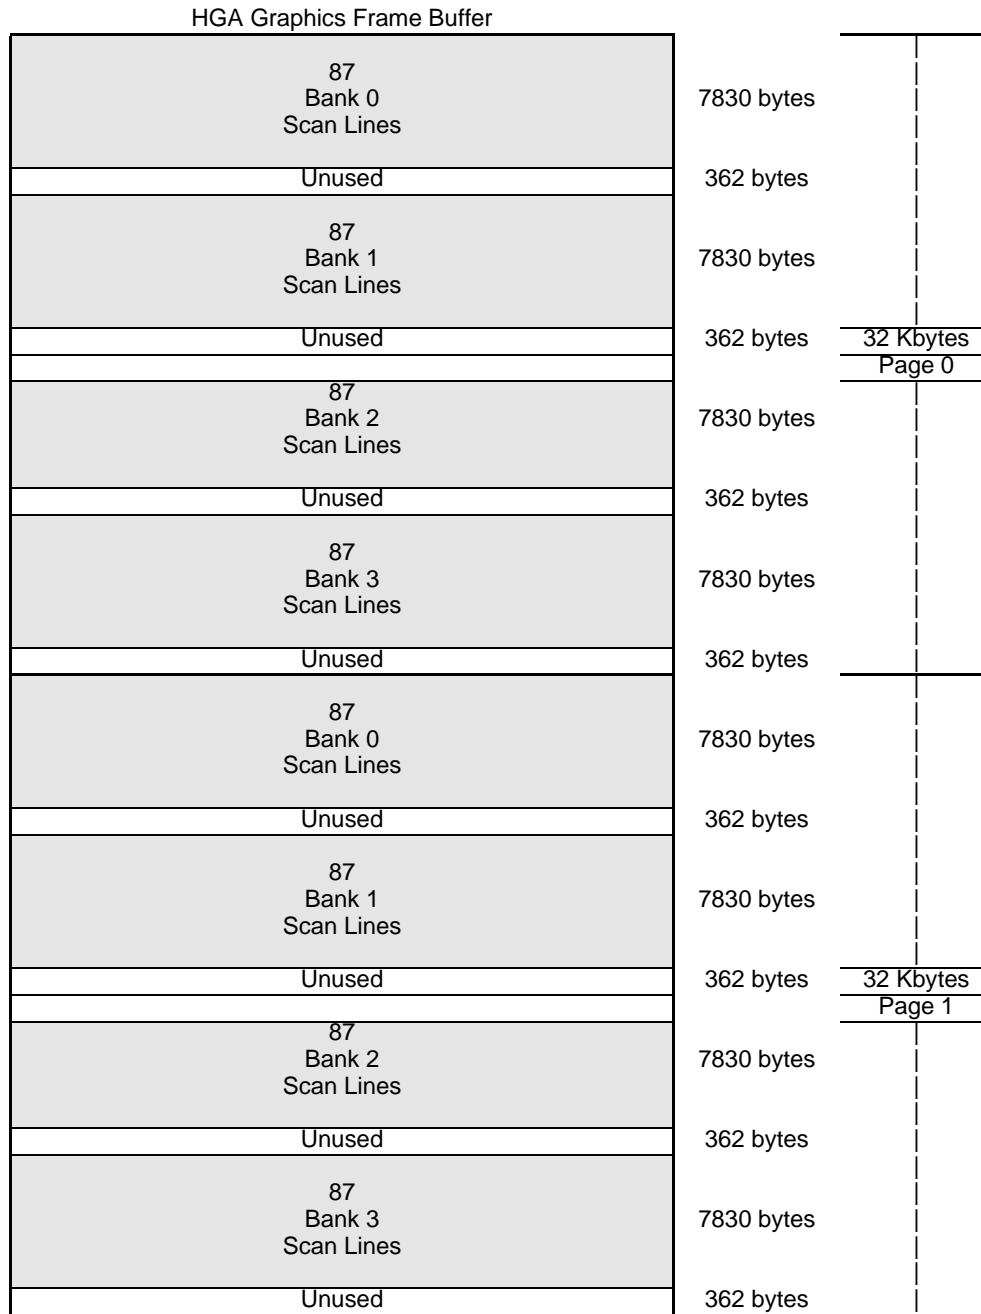 HGA Graphics Frame Buffer
87
Bank 0
Scan Lines
7830 bytes
Unused
362 bytes
87
Bank 1
Scan Lines
7830 bytes
Unused
362 bytes
32 Kbytes
Page 0
87
Bank 2
Scan Lines
7830 bytes
Unused
362 bytes
87
Bank 3
Scan Lines
7830 bytes
Unused
362 bytes
87
Bank 0
Scan Lines
7830 bytes
Unused
362 bytes
87
Bank 1
Scan Lines
7830 bytes
Unused
362 bytes
32 Kbytes
Page 1
87
Bank 2
Scan Lines
7830 bytes
Unused
362 bytes
87
Bank 3
Scan Lines
7830 bytes
Unused
362 bytes